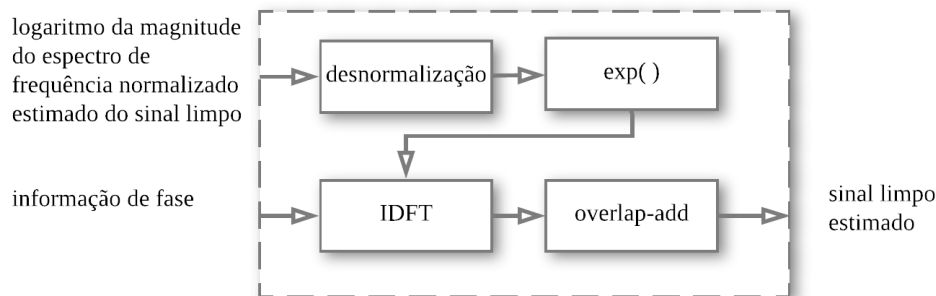 logaritmo da magnitude
do espectro de
frequência normalizado
estimado do sinal limpo
desnormalização
exp( )
informação de fase
IDFT
overlap-add
sinal limpo
estimado